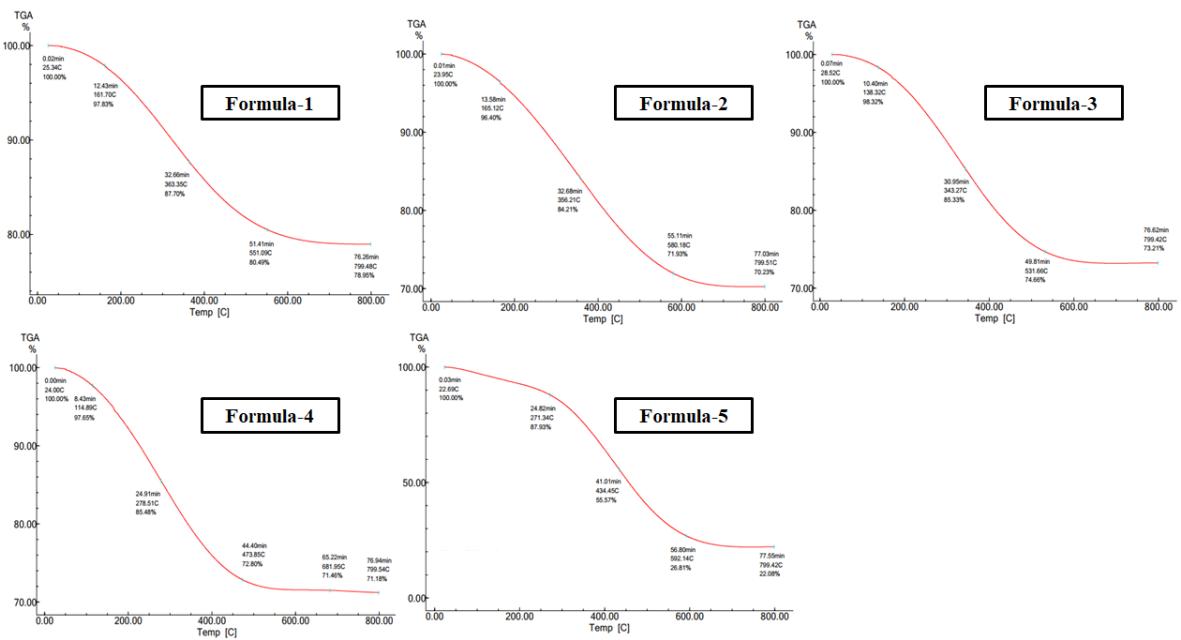 TGA
%
100.00
90.00
80.00
0.02min
25.34C
100.00%
12.43min
161.70C
97.83%
32.66min
363.35C
87.70%
51.41min
551.09C
80.49%
76.26min
799.48C
78.95%
Formula-1
0.00 200.00 400.00 600.00 800.00
Temp [C]
TGA
%
100.00
90.00
80.00
70.00
0.01min
23.95C
100.00%
13.58min
165.12C
96.40%
32.68min
356.21C
84.21%
55.11min
580.18C
71.93%
77.03min
799.51C
70.23%
Formula-2
0.00 200.00 400.00 600.00 800.00
Temp [C]
TGA
%
100.00
90.00
80.00
70.00
0.07min
28.52C
100.00%
10.40min
138.32C
98.32%
30.95min
343.27C
85.33%
49.81min
531.66C
74.66%
76.62min
799.42C
73.21%
Formula-3
0.00 200.00 400.00 600.00 800.00
Temp [C]
TGA
%
100.00
90.00
80.00
70.00
0.00min
24.00C
100.00%
8.43min
114.89C
97.65%
24.91min
278.51C
85.48%
44.40min
473.85C
72.80%
65.22min
681.95C
71.46%
76.94min
799.54C
71.18%
Formula-4
0.00 200.00 400.00 600.00 800.00
Temp [C]
TGA
%
100.00
50.00
0.00
0.03min
22.69C
100.00%
24.82min
271.34C
87.93%
41.01min
434.45C
55.57%
56.80min
592.14C
26.81%
77.55min
799.42C
22.08%
Formula-5
0.00 200.00 400.00 600.00 800.00
Temp [C]